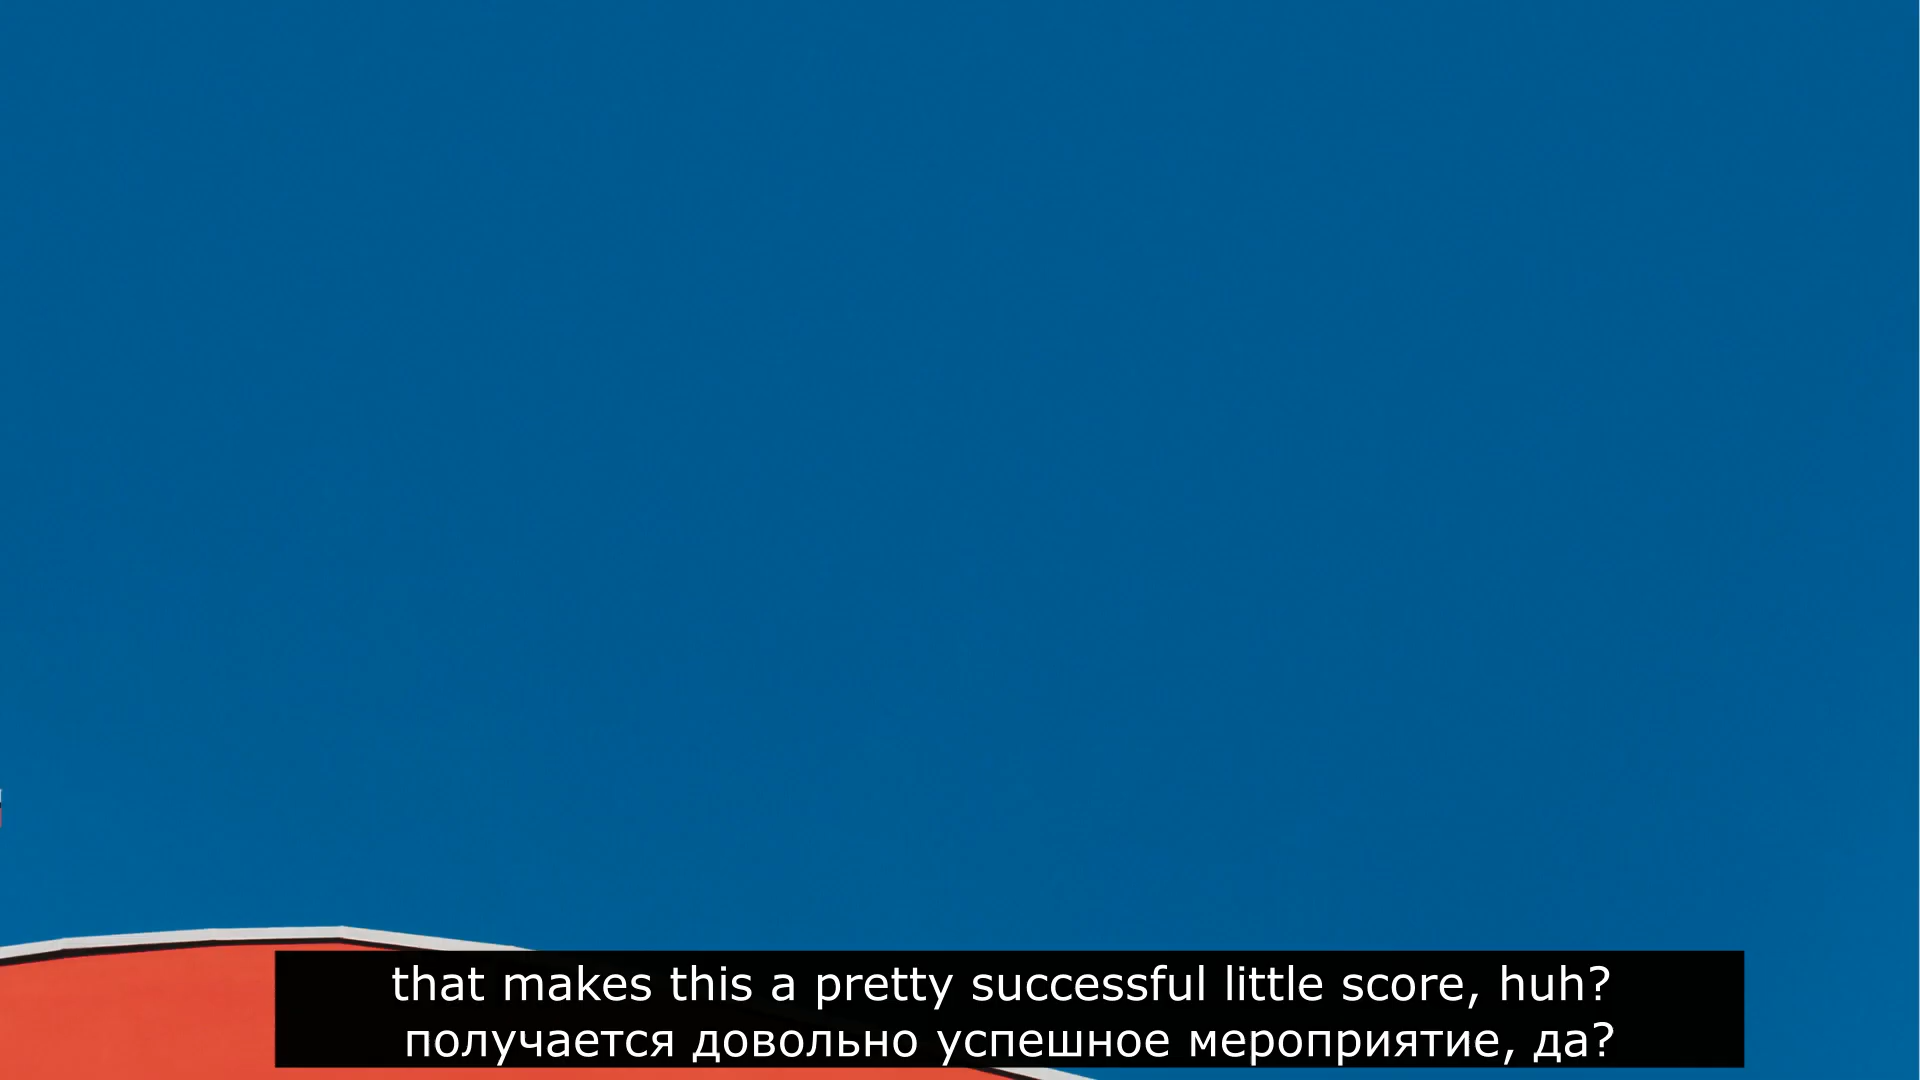 that makes this a pretty successful little score, huh?
получается довольно успешное мероприятие, да?